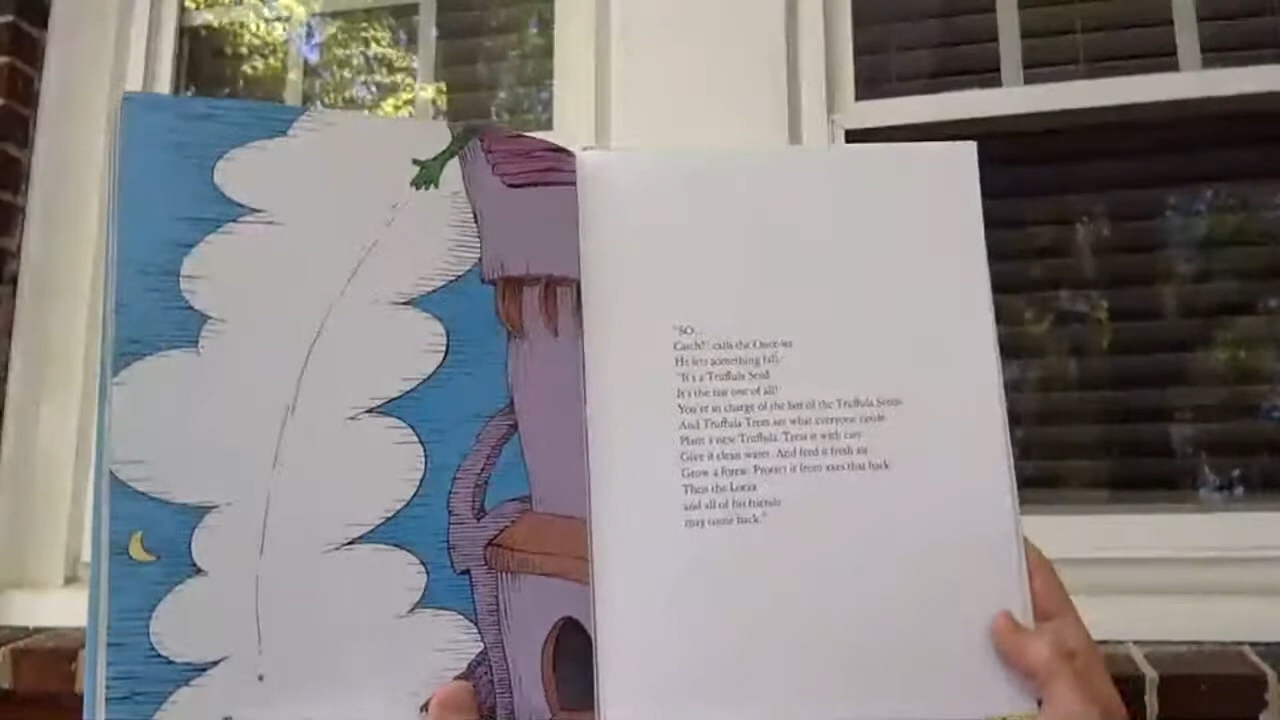 "SO...
Catch!" calls the Once-ler.
He lets something fall.
"It's a Truffula Seed.
It's the last one of all!
You're in charge of the last of the Truffula Seeds.
And Truffula Trees are what everyone needs.
Plant a new Truffula. Treat it with care.
Give it clean water. And feed it fresh air.
Grow a forest. Protect it from axes that hack.
Then the Lorax
and all of his friends
may come back."